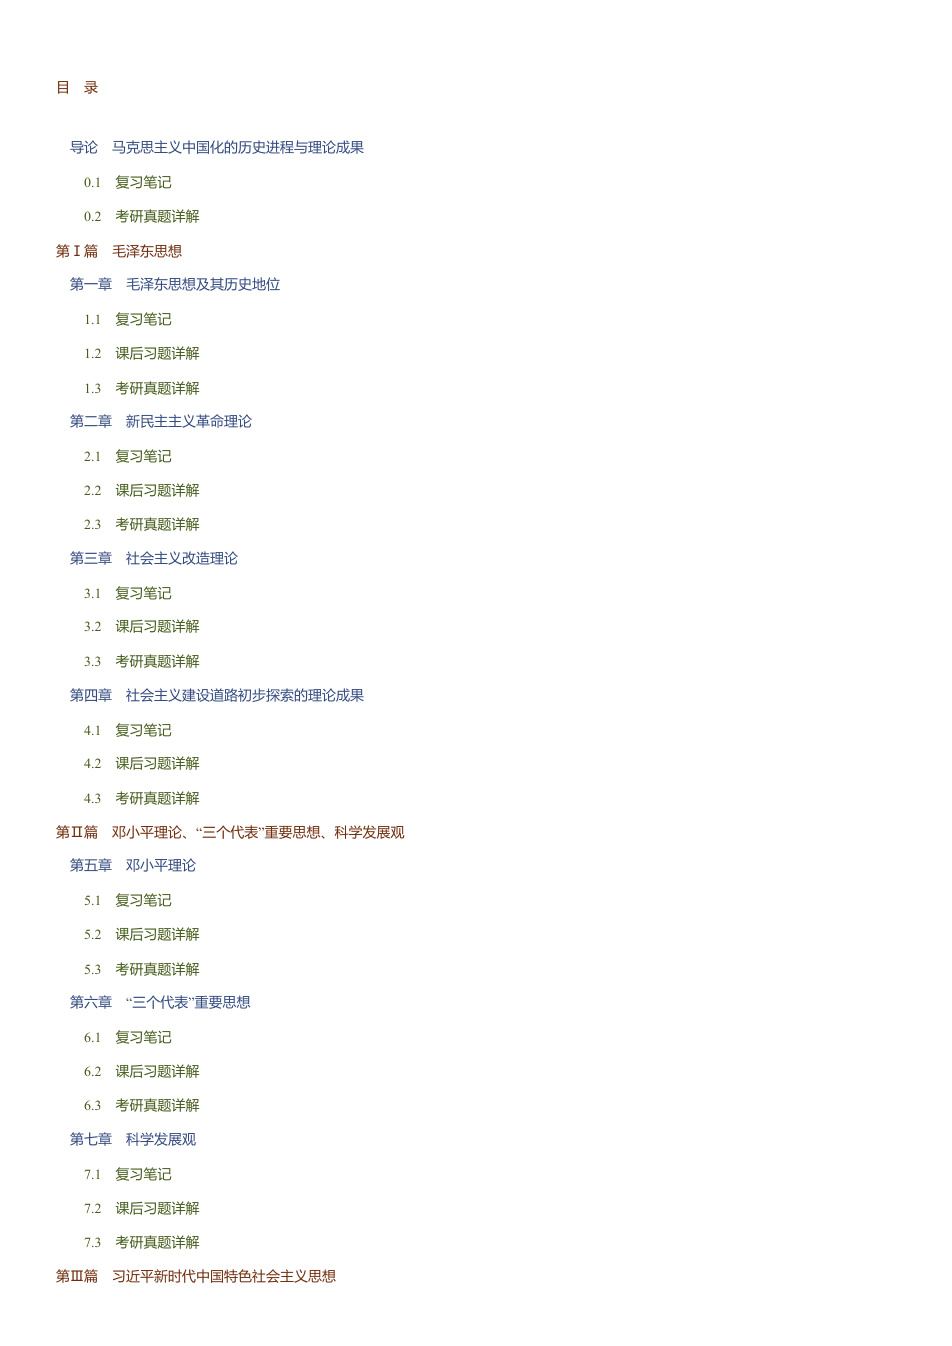 目　录
导论　马克思主义中国化的历史进程与理论成果
0.1　复习笔记
0.2　考研真题详解
第Ⅰ篇　毛泽东思想
第一章　毛泽东思想及其历史地位
1.1　复习笔记
1.2　课后习题详解
1.3　考研真题详解
第二章　新民主主义革命理论
2.1　复习笔记
2.2　课后习题详解
2.3　考研真题详解
第三章　社会主义改造理论
3.1　复习笔记
3.2　课后习题详解
3.3　考研真题详解
第四章　社会主义建设道路初步探索的理论成果
4.1　复习笔记
4.2　课后习题详解
4.3　考研真题详解
第Ⅱ篇　邓小平理论、“三个代表”重要思想、科学发展观
第五章　邓小平理论
5.1　复习笔记
5.2　课后习题详解
5.3　考研真题详解
第六章　“三个代表”重要思想
6.1　复习笔记
6.2　课后习题详解
6.3　考研真题详解
第七章　科学发展观
7.1　复习笔记
7.2　课后习题详解
7.3　考研真题详解
第Ⅲ篇　习近平新时代中国特色社会主义思想